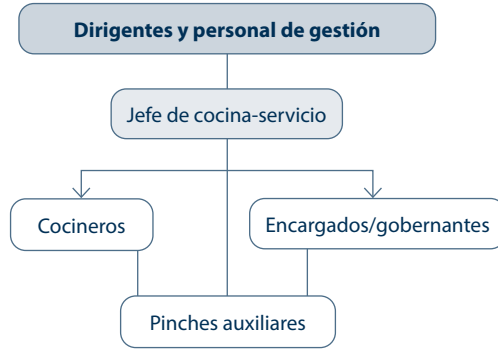 Dirigentes y personal de gestión
Jefe de cocina-servicio
Cocineros
Encargados/gobernantes
Pinches auxiliares